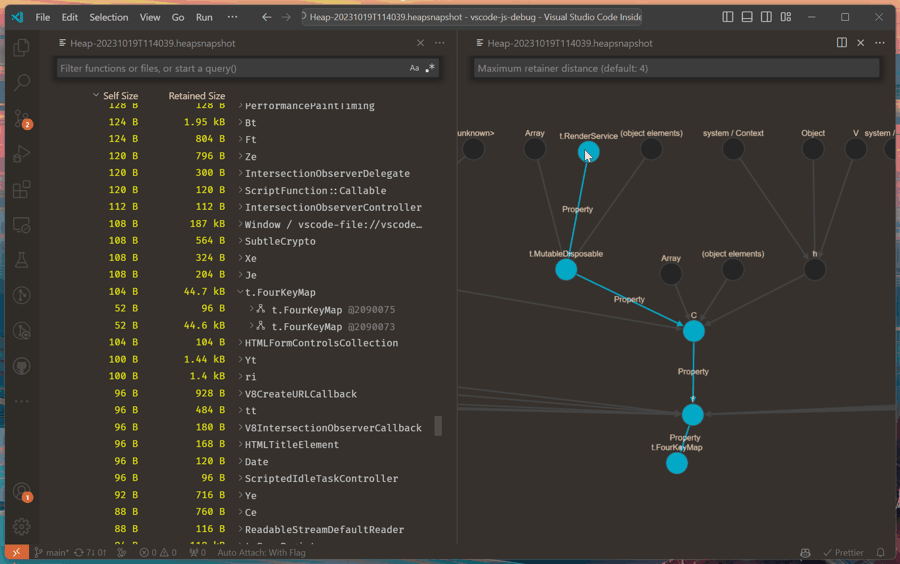 File Edit Selection View Go Run ··· Heap-20231019T114039.heapsnapshot - vscode-js-debug - Visual Studio Code Inside
Heap-20231019T114039.heapsnapshot
Filter functions or files, or start a query() Aa .*
Self Size Retained Size
128 B 128 B PerformancePaintTiming
124 B 1.95 kB Bt
124 B 804 B Ft
120 B 796 B Ze
120 B 300 B IntersectionObserverDelegate
120 B 120 B ScriptFunction::Callable
112 B 112 B IntersectionObserverController
108 B 187 kB Window / vscode-file://vscode…
108 B 564 B SubtleCrypto
108 B 324 B Xe
108 B 204 B Je
104 B 44.7 kB t.FourKeyMap
52 B 96 B t.FourKeyMap @2090075
52 B 44.6 kB t.FourKeyMap @2090073
104 B 104 B HTMLFormControlsCollection
100 B 1.44 kB Yt
100 B 1.4 kB ri
96 B 928 B V8CreateURLCallback
96 B 484 B tt
96 B 180 B V8IntersectionObserverCallback
96 B 168 B HTMLTitleElement
96 B 120 B Date
96 B 96 B ScriptedIdleTaskController
92 B 716 B Ye
88 B 760 B Ce
88 B 116 B ReadableStreamDefaultReader
Heap-20231019T114039.heapsnapshot
Maximum retainer distance (default: 4)
unknown> Array t.RenderService (object elements) system / Context Object V system /
Property
t.MutableDisposable Array (object elements) h
Property
C
Property
Property
t.FourKeyMap
2
1
main* 7↓ 0↑ 0 0 0 Auto Attach: With Flag Prettier